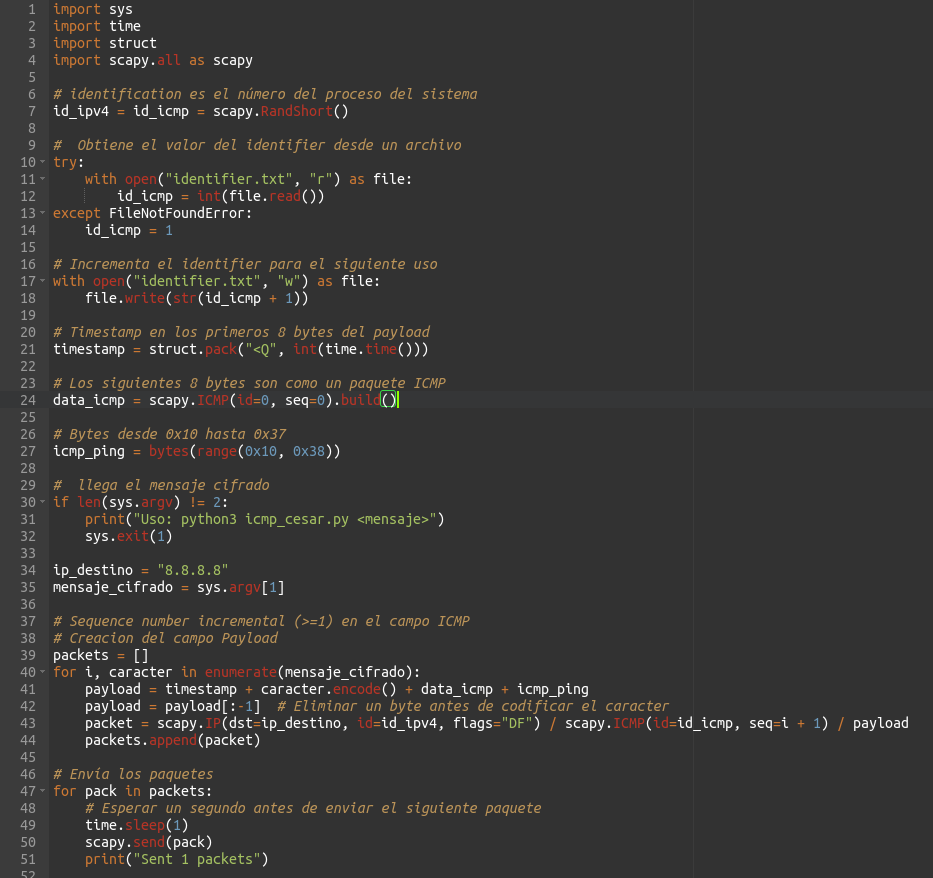 1 import sys
2 import time
3 import struct
4 import scapy.all as scapy
5
6 # identification es el número del proceso del sistema
7 id_ipv4 = id_icmp = scapy.RandShort()
8
9 #  Obtiene el valor del identifier desde un archivo
10 try:
11     with open("identifier.txt", "r") as file:
12         id_icmp = int(file.read())
13 except FileNotFoundError:
14     id_icmp = 1
15
16 # Incrementa el identifier para el siguiente uso
17 with open("identifier.txt", "w") as file:
18     file.write(str(id_icmp + 1))
19
20 # Timestamp en los primeros 8 bytes del payload
21 timestamp = struct.pack("<Q", int(time.time()))
22
23 # Los siguientes 8 bytes son como un paquete ICMP
24 data_icmp = scapy.ICMP(id=0, seq=0).build()
25
26 # Bytes desde 0x10 hasta 0x37
27 icmp_ping = bytes(range(0x10, 0x38))
28
29 #  llega el mensaje cifrado
30 if len(sys.argv) != 2:
31     print("Uso: python3 icmp_cesar.py <mensaje>")
32     sys.exit(1)
33
34 ip_destino = "8.8.8.8"
35 mensaje_cifrado = sys.argv[1]
36
37 # Sequence number incremental (>=1) en el campo ICMP
38 # Creacion del campo Payload
39 packets = []
40 for i, caracter in enumerate(mensaje_cifrado):
41     payload = timestamp + caracter.encode() + data_icmp + icmp_ping
42     payload = payload[:-1]  # Eliminar un byte antes de codificar el caracter
43     packet = scapy.IP(dst=ip_destino, id=id_ipv4, flags="DF") / scapy.ICMP(id=id_icmp, seq=i + 1) / payload
44     packets.append(packet)
45
46 # Envía los paquetes
47 for pack in packets:
48     # Esperar un segundo antes de enviar el siguiente paquete
49     time.sleep(1)
50     scapy.send(pack)
51     print("Sent 1 packets")
52